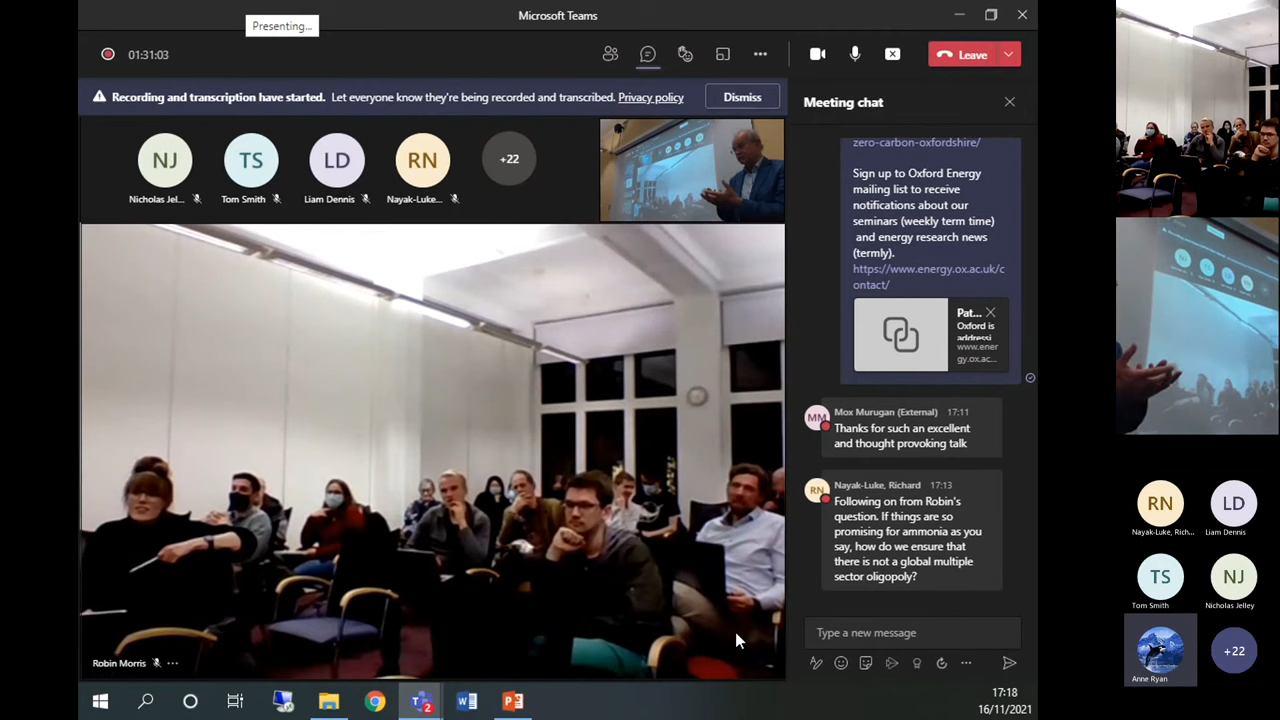 Presenting...
Microsoft Teams
01:31:03
Leave
Recording and transcription have started. Let everyone know they're being recorded and transcribed. Privacy policy
Dismiss
Meeting chat
NJ
TS
LD
RN
+22
Nicholas Jel...
Tom Smith
Liam Dennis
Nayak-Luke...
zero-carbon-oxfordshire/
Sign up to Oxford Energy
mailing list to receive
notifications about our
seminars (weekly term time)
and energy research news
(termly).
https://www.energy.ox.ac.uk/c
ontact/
Pat...
Oxford is
addressi
www.ener
gy.ox.ac...
MM
Mox Murugan (External) 17:11
Thanks for such an excellent
and thought provoking talk
RN
Nayak-Luke, Richard 17:13
Following on from Robin's
question. If things are so
promising for ammonia as you
say, how do we ensure that
there is not a global multiple
sector oligopoly?
Type a new message
Robin Morris
2
17:18
16/11/2021
RN
LD
Nayak-Luke, Rich...
Liam Dennis
TS
NJ
Tom Smith
Nicholas Jelley
+22
Anne Ryan